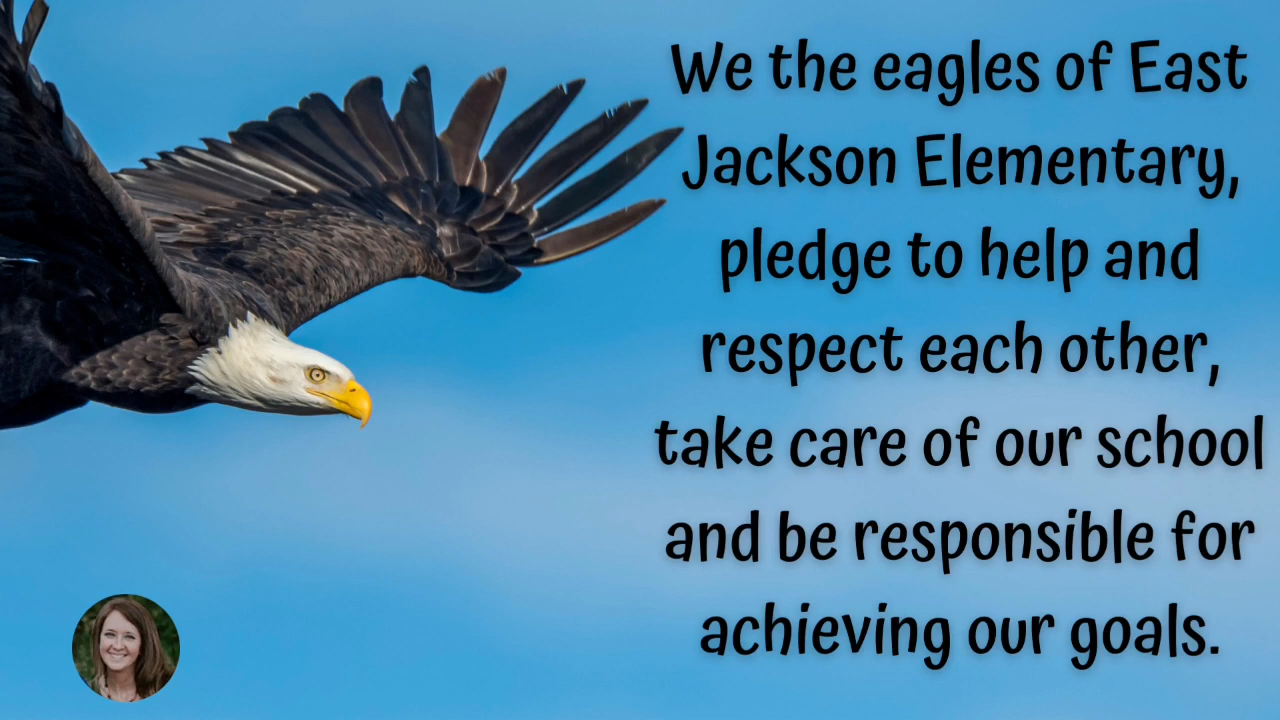 We the eagles of East
Jackson Elementary,
pledge to help and
respect each other,
take care of our school
and be responsible for
achieving our goals.